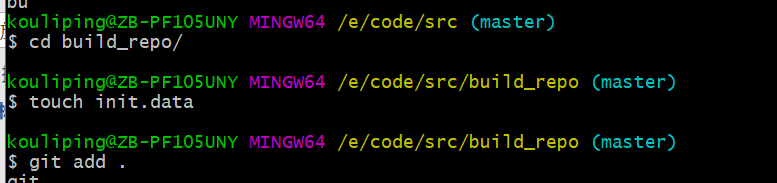 bu
kouliping@ZB-PF105UNY MINGW64 /e/code/src (master)
$ cd build_repo/
kouliping@ZB-PF105UNY MINGW64 /e/code/src/build_repo (master)
$ touch init.data
kouliping@ZB-PF105UNY MINGW64 /e/code/src/build_repo (master)
$ git add .
git